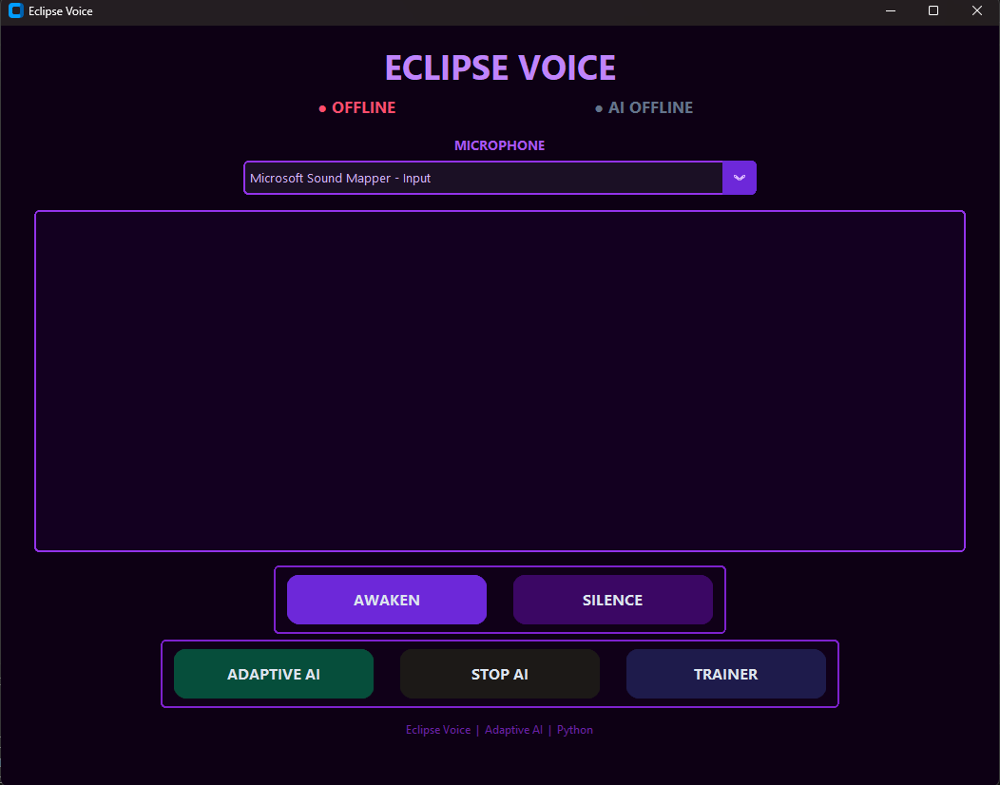 Eclipse Voice
ECLIPSE VOICE
• OFFLINE • AI OFFLINE
MICROPHONE
Microsoft Sound Mapper - Input
AWAKEN SILENCE
ADAPTIVE AI STOP AI TRAINER
Eclipse Voice | Adaptive AI | Python